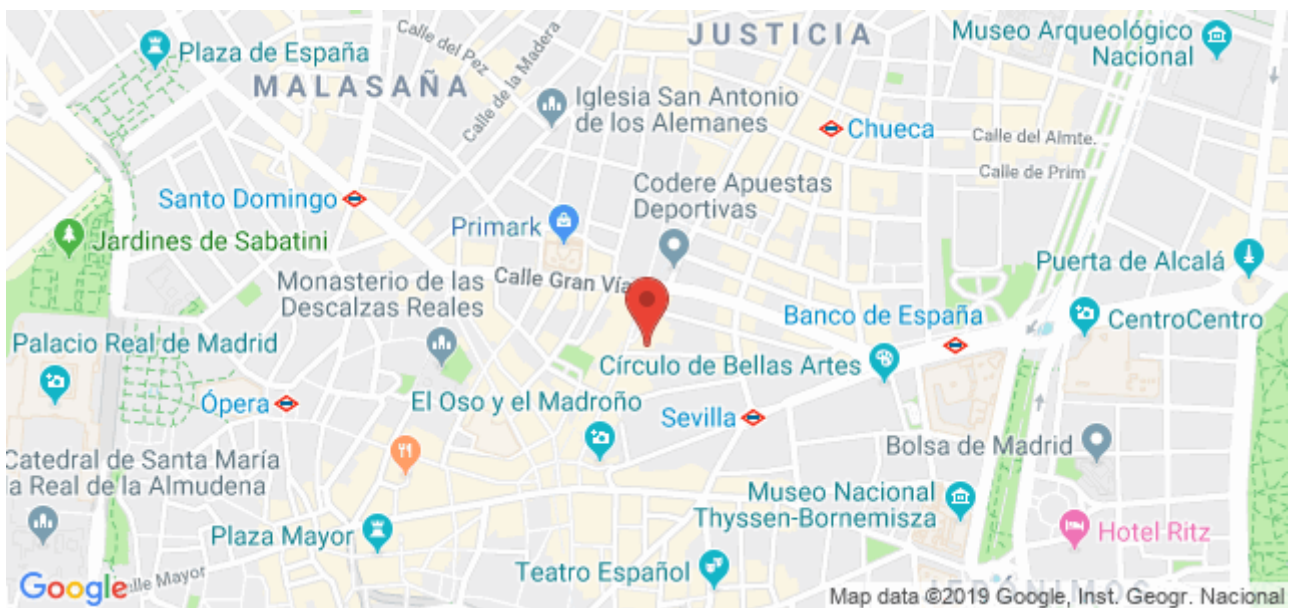 JUSTICIA
Museo Arqueológico
Nacional
Plaza de España
Calle del Pez
Calle de la Madera
MALASAÑA
Iglesia San Antonio
de los Alemanes
Chueca
Calle del Almte.
Calle de Prim
Santo Domingo
Codere Apuestas
Deportivas
Primark
Jardines de Sabatini
Monasterio de las
Descalzas Reales
Calle Gran Vía
Puerta de Alcalá
Banco de España
CentroCentro
Palacio Real de Madrid
Círculo de Bellas Artes
Ópera
El Oso y el Madroño
Sevilla
Bolsa de Madrid
Catedral de Santa María
a Real de la Almudena
Museo Nacional
Thyssen-Bornemisza
Plaza Mayor
Hotel Ritz
Teatro Español
Google
lle Mayor
JERÓNIMOS
Map data ©2019 Google, Inst. Geogr. Nacional